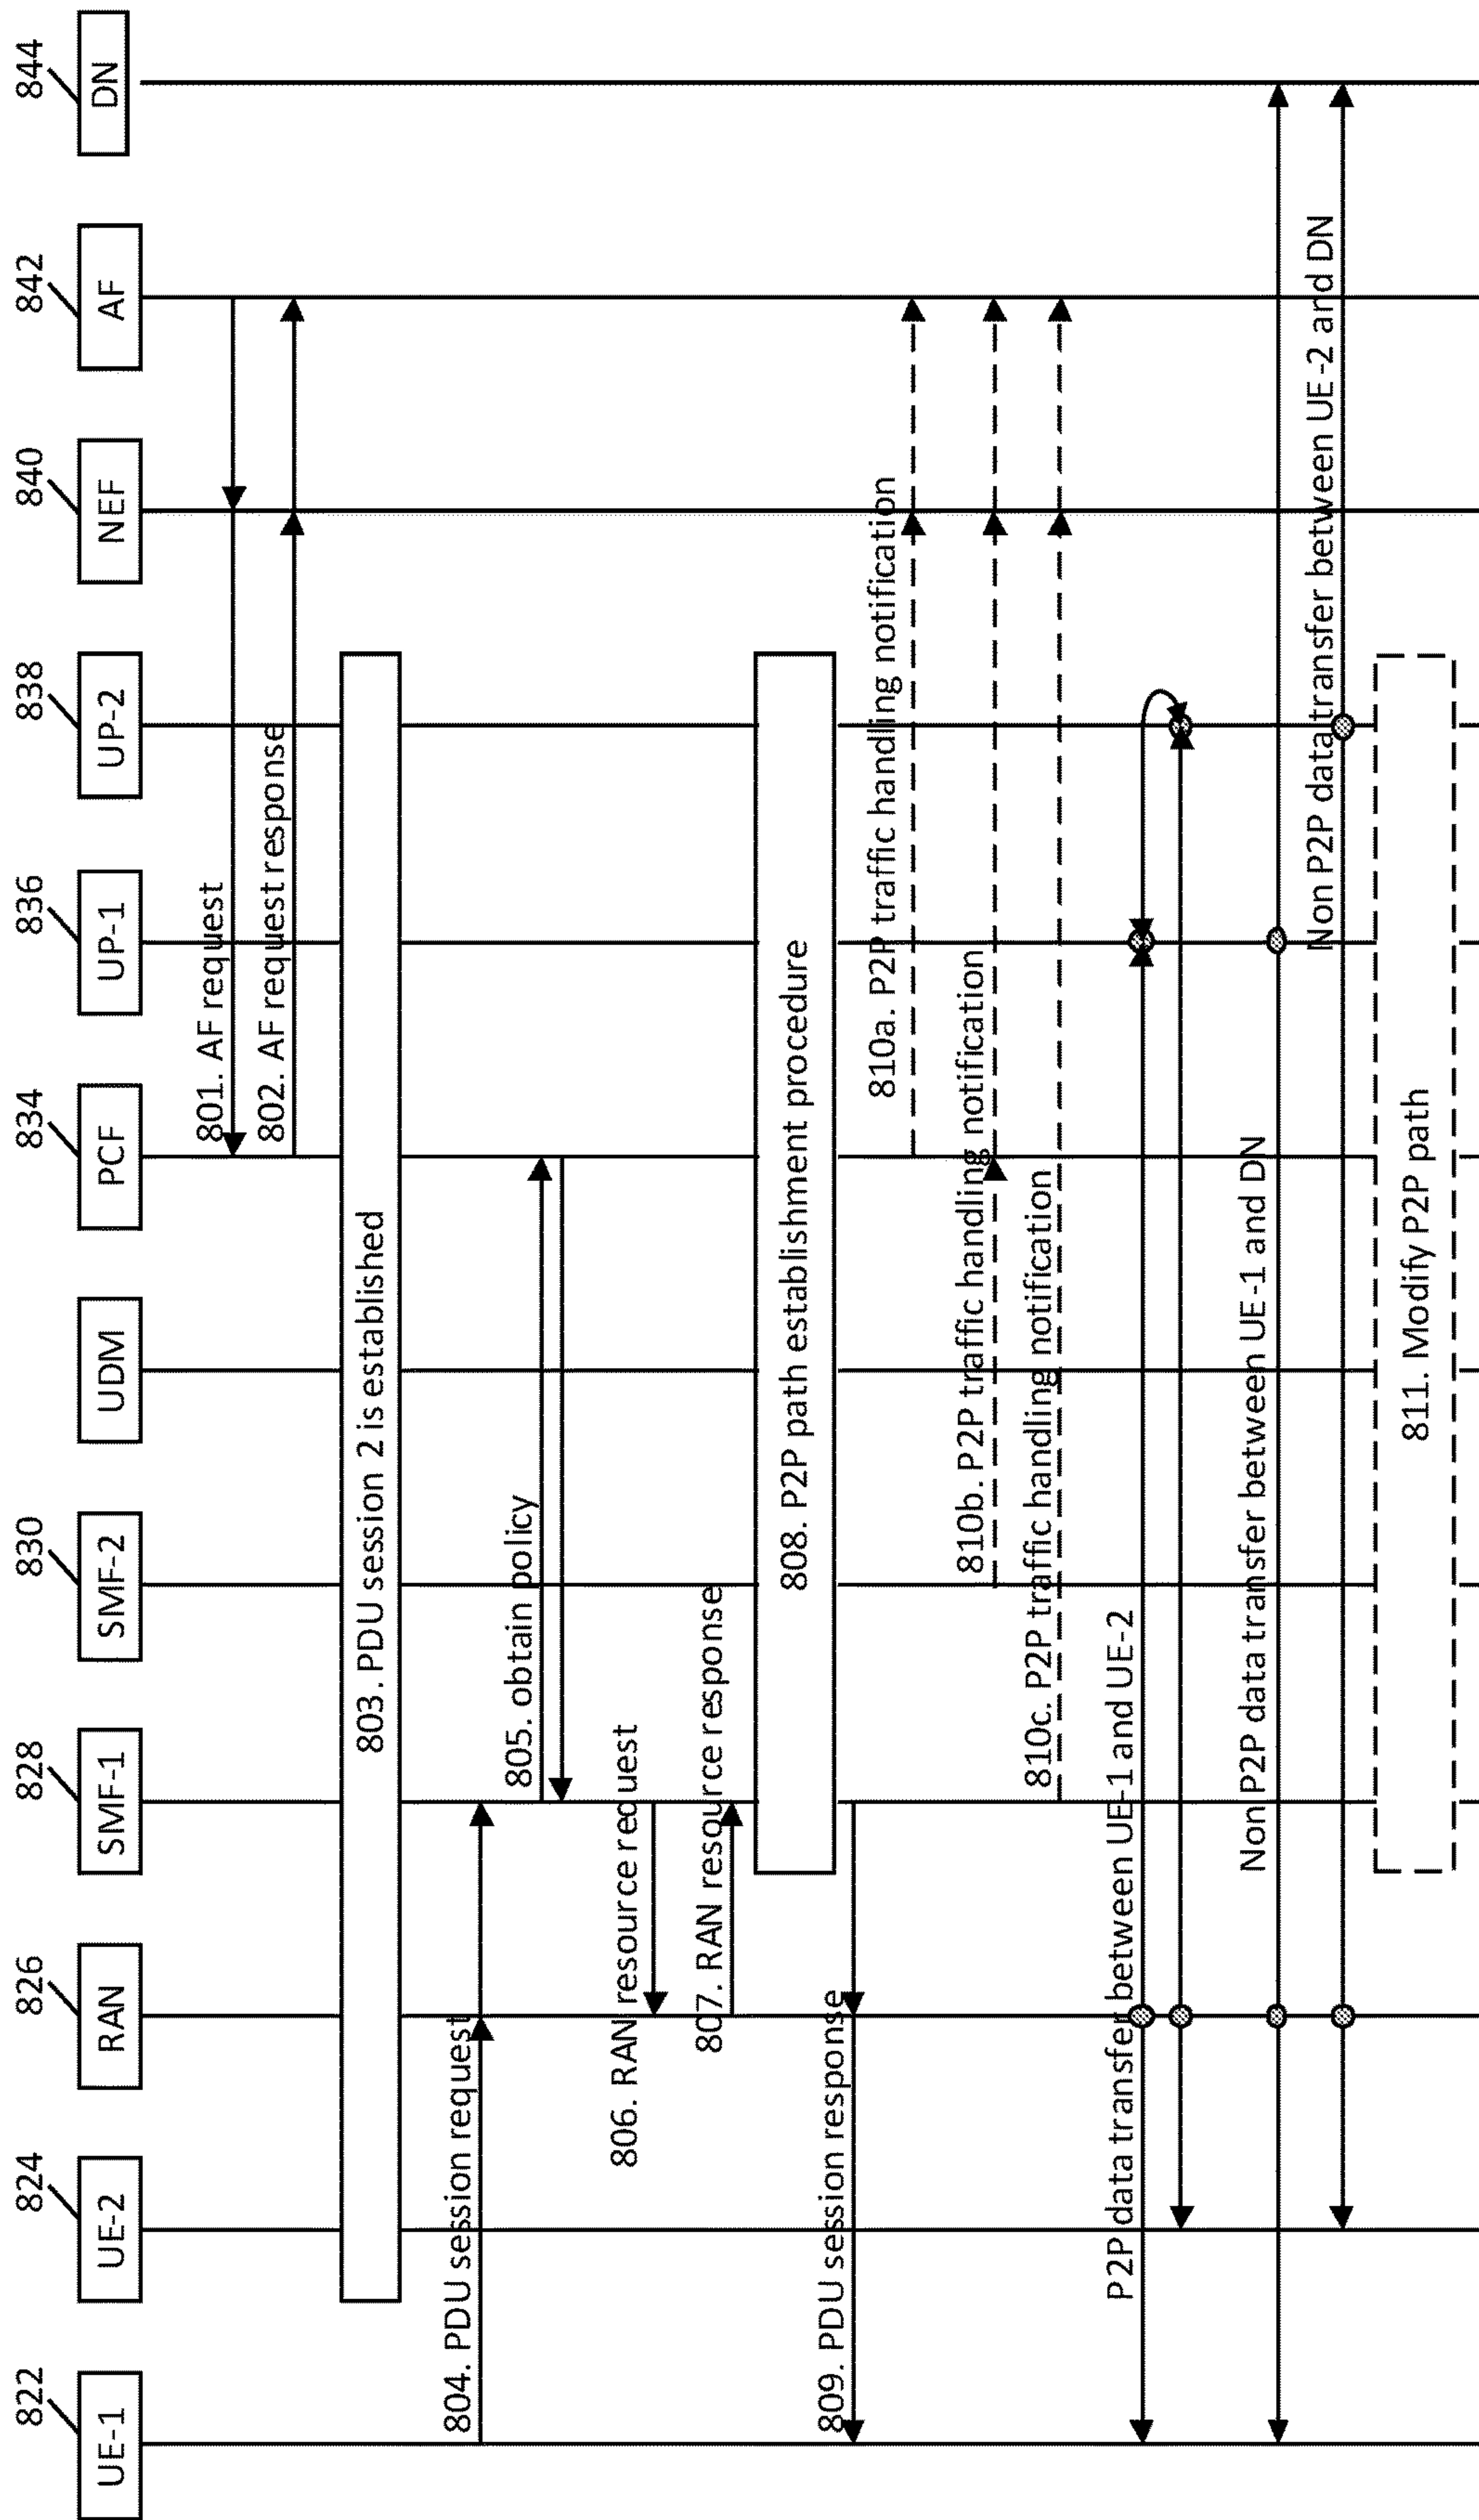 822
824
826
828
830
834
836
838
840
842
844
UE-1
UE-2
RAN
SMF-1
SMF-2
UDM
PCF
UP-1
UP-2
NEF
AF
DN
801. AF request
802. AF request response
803. PDU session 2 is established
804. PDU session request
805. obtain policy
806. RAN resource request
807. RAN resource response
808. P2P path establishment procedure
809. PDU session response
810a. P2P traffic handling notification
810b. P2P traffic handling notification
810c. P2P traffic handling notification
P2P data transfer between UE-1 and UE-2
Non P2P data transfer between UE-1 and DN
Non P2P data transfer between UE-2 and DN
811. Modify P2P path